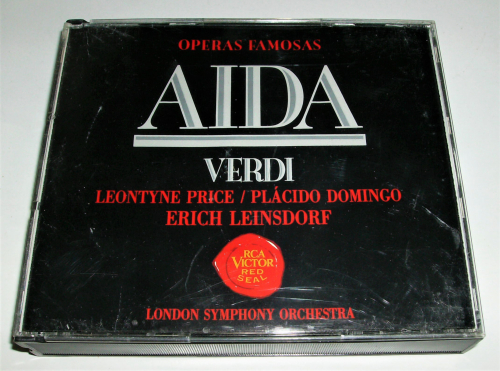 OPERAS FAMOSAS
AIDA
VERDI
LEONTYNE PRICE / PLÁCIDO DOMINGO
ERICH LEINSDORF
RCA
VICTOR
RED
SEAL
LONDON SYMPHONY ORCHESTRA